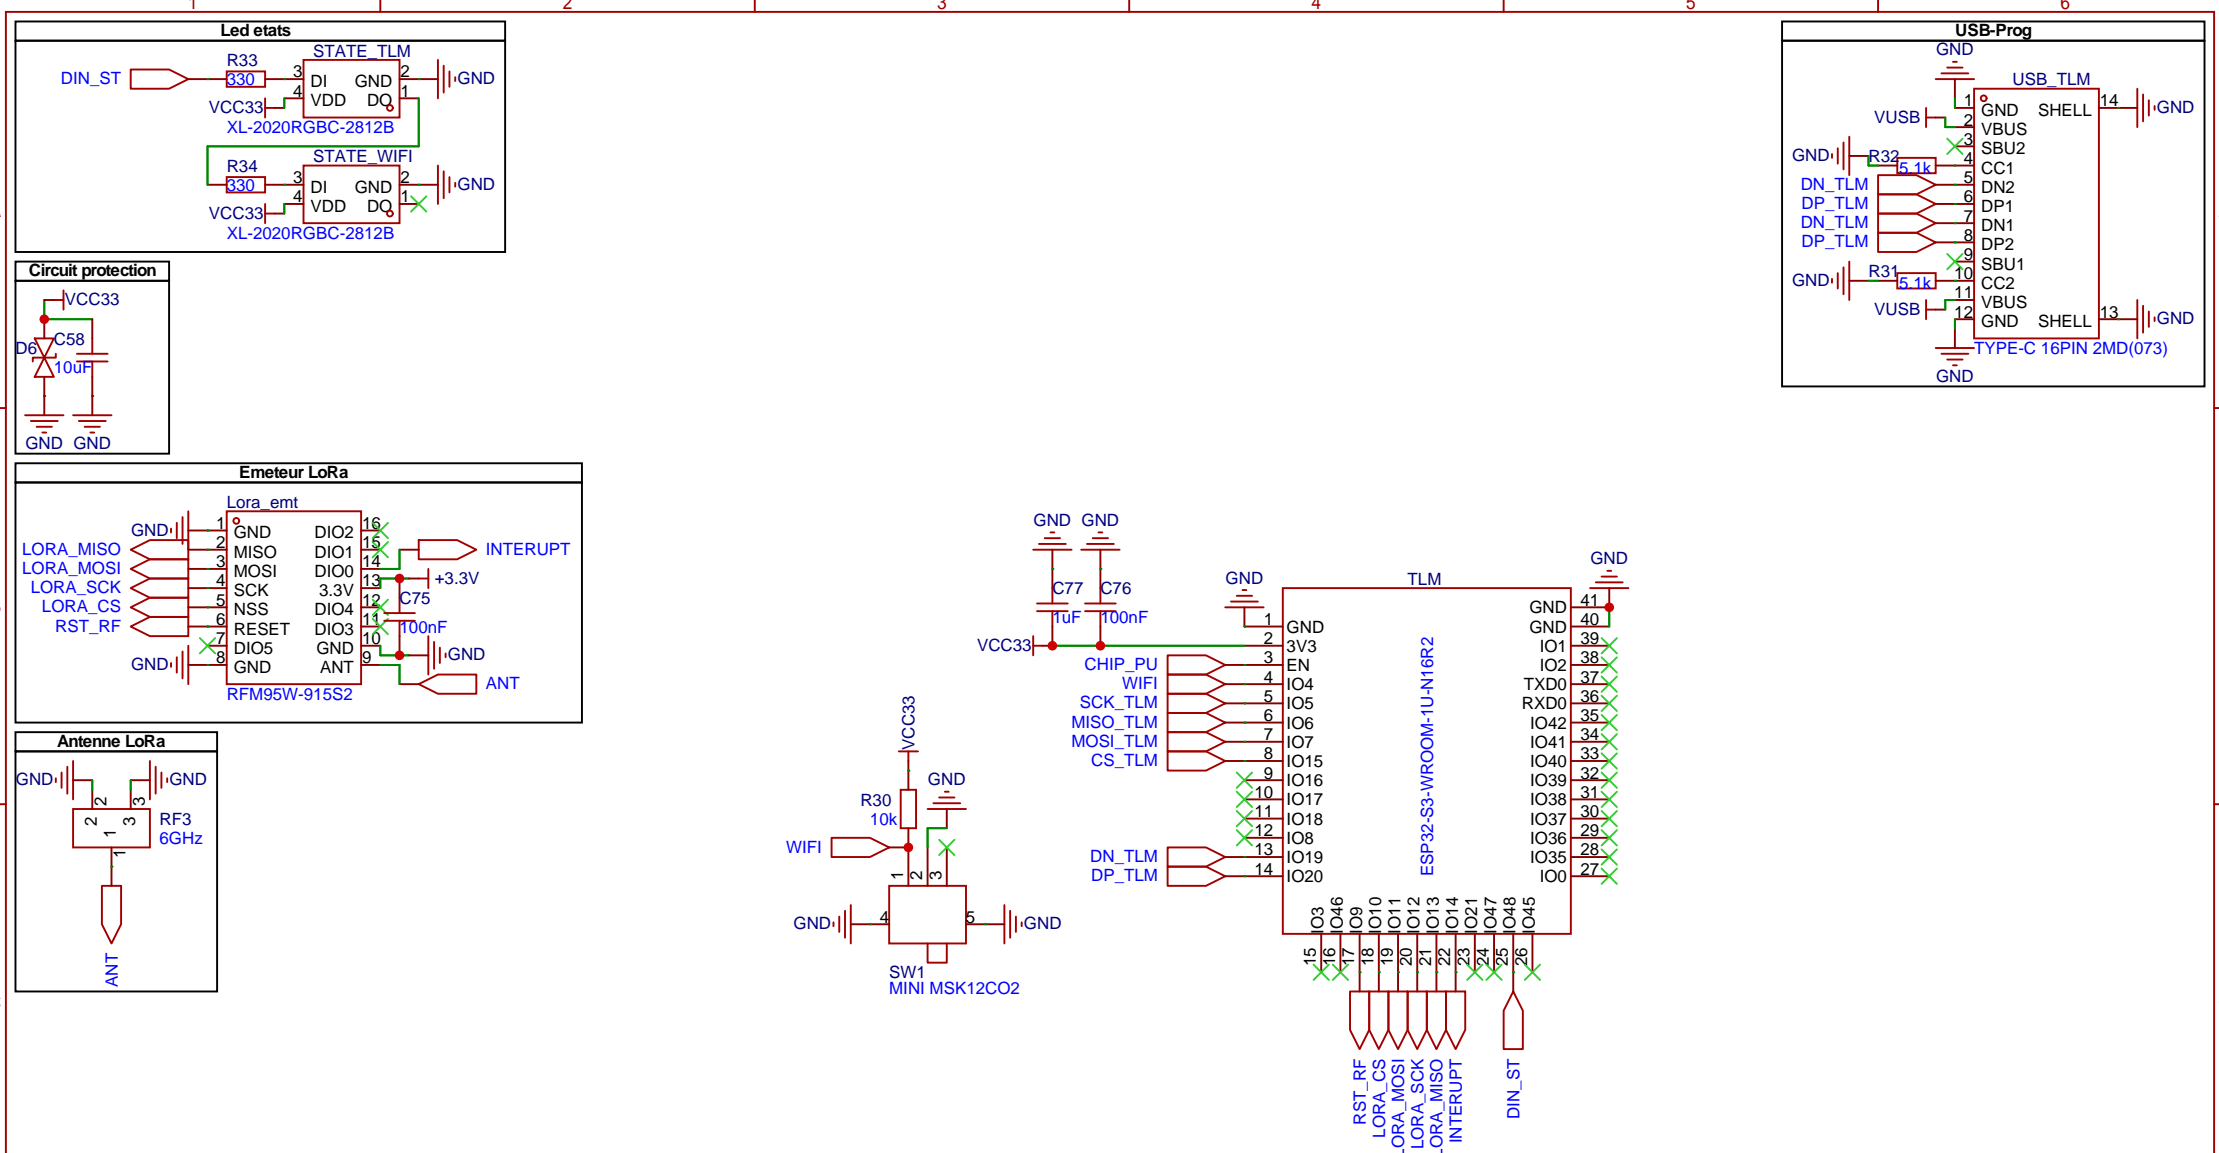 1 2 3 4 5 6
Led etats
STATE_TLM
R33
330
DIN_ST
3 DI GND 2 GND
4 VDD DO 1
VCC33
XL-2020RGBC-2812B
STATE_WIFI
R34
330
3 DI GND 2 GND
4 VDD DO 1
VCC33
XL-2020RGBC-2812B
Circuit protection
VCC33
D6 C58
10uF
GND GND
Emeteur LoRa
Lora_emt
GND 1 GND DIO2 16
LORA_MISO 2 MISO DIO1 15 INTERUPT
LORA_MOSI 3 MOSI DIO0 14
LORA_SCK 4 SCK 3.3V 13 +3.3V
LORA_CS 5 NSS DIO4 12 C75
RST_RF 6 RESET DIO3 11 100nF
7 DIO5 GND 10 GND
GND 8 GND ANT 9 ANT
RFM95W-915S2
Antenne LoRa
GND GND
2 3
2 1 3
RF3
6GHz
1
ANT
VCC33
GND
R30
10k
WIFI
1 2 3
GND 4 5 GND
SW1
MINI MSK12CO2
GND GND
C77 C76
1uF 100nF
VCC33
GND
TLM
GND
ESP32-S3-WROOM-1U-N16R2
1 GND
2 3V3
CHIP_PU 3 EN
WIFI 4 IO4
SCK_TLM 5 IO5
MISO_TLM 6 IO6
MOSI_TLM 7 IO7
CS_TLM 8 IO15
9 IO16
10 IO17
11 IO18
12 IO8
DN_TLM 13 IO19
DP_TLM 14 IO20
GND 41
GND 40
IO1 39
IO2 38
TXD0 37
RXD0 36
IO42 35
IO41 34
IO40 33
IO39 32
IO38 31
IO37 30
IO36 29
IO35 28
IO0 27
IO3 IO46 IO9 IO10 IO11 IO12 IO13 IO14 IO21 IO47 IO48 IO45
15 16 17 18 19 20 21 22 23 24 25 26
RST_RF
LORA_CS
LORA_MOSI
LORA_SCK
LORA_MISO
INTERUPT
DIN_ST
USB-Prog
GND
USB_TLM
1 GND SHELL 14 GND
VUSB 2 VBUS
3 SBU2
GND R32 5.1k 4 CC1
DN_TLM 5 DN2
DP_TLM 6 DP1
DN_TLM 7 DN1
DP_TLM 8 DP2
9 SBU1
GND R31 5.1k 10 CC2
VUSB 11 VBUS
12 GND SHELL 13 GND
TYPE-C 16PIN 2MD(073)
GND